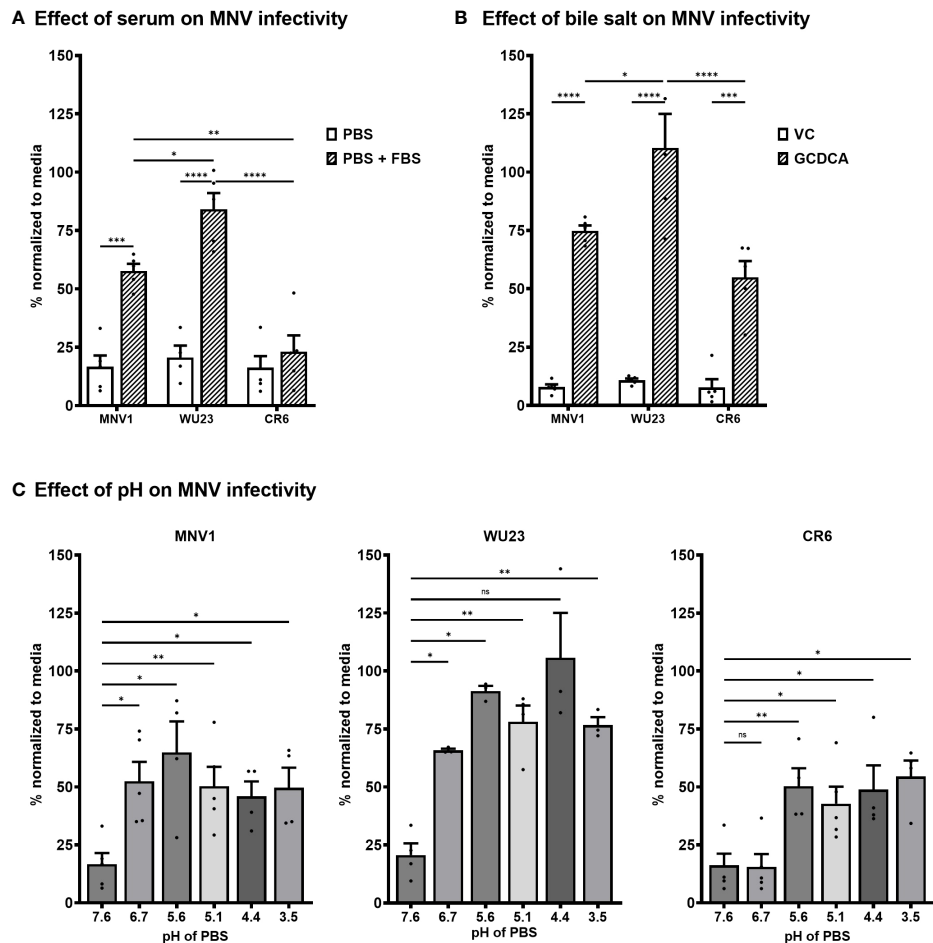 A Effect of serum on MNV infectivity
% normalized to media
150
125
100
75
50
25
0
**
*
****
****
***
MNV1 WU23 CR6
PBS
PBS + FBS
B Effect of bile salt on MNV infectivity
% normalized to media
150
125
100
75
50
25
0
* ****
**** **** ***
MNV1 WU23 CR6
VC
GCDCA
C Effect of pH on MNV infectivity
MNV1
% normalized to media
150
125
100
75
50
25
0
*
*
**
*
*
7.6 6.7 5.6 5.1 4.4 3.5
pH of PBS
WU23
% normalized to media
150
125
100
75
50
25
0
**
ns
**
*
*
7.6 6.7 5.6 5.1 4.4 3.5
pH of PBS
CR6
% normalized to media
150
125
100
75
50
25
0
*
*
*
**
ns
7.6 6.7 5.6 5.1 4.4 3.5
pH of PBS